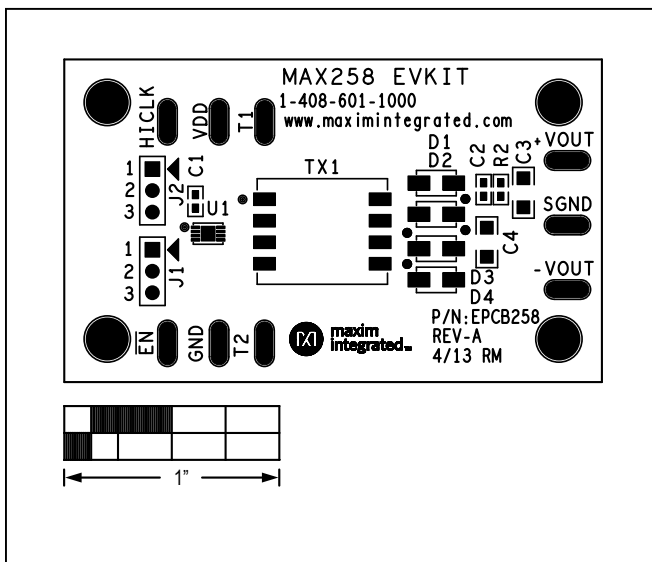 MAX258 EVKIT
1-408-601-1000
www.maximintegrated.com
HICLK
VDD
T1
1
2
3
J2
C1
U1
TX1
D1
D2
C2
R2
C3
+VOUT
SGND
-VOUT
1
2
3
J1
C4
D3
D4
EN
GND
T2
maxim
integrated™
P/N:EPCB258
REV-A
4/13 RM
1"